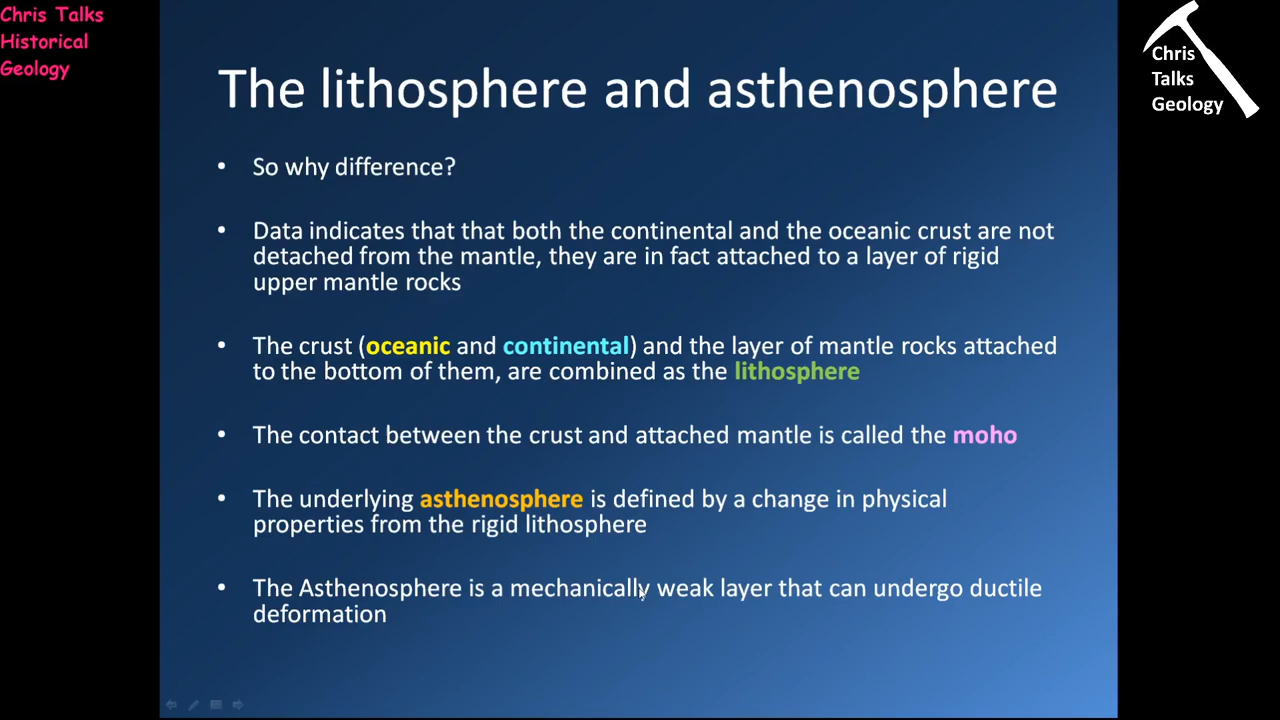 Chris Talks
Historical
Geology
Chris
Talks
Geology
The lithosphere and asthenosphere
• So why difference?
• Data indicates that that both the continental and the oceanic crust are not
detached from the mantle, they are in fact attached to a layer of rigid
upper mantle rocks
• The crust (oceanic and continental) and the layer of mantle rocks attached
to the bottom of them, are combined as the lithosphere
• The contact between the crust and attached mantle is called the moho
• The underlying asthenosphere is defined by a change in physical
properties from the rigid lithosphere
• The Asthenosphere is a mechanically weak layer that can undergo ductile
deformation